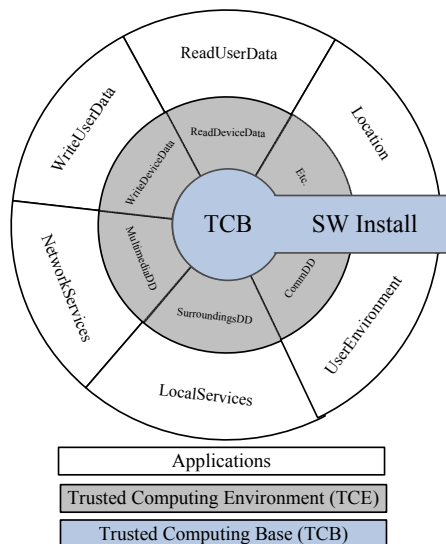 ReadUserData
WriteUserData
Location
ReadDeviceData
WriteDeviceData
Etc.
TCB
SW Install
MultimediaDD
CommDD
NetworkServices
SurroundingsDD
UserEnvironment
LocalServices
Applications
Trusted Computing Environment (TCE)
Trusted Computing Base (TCB)